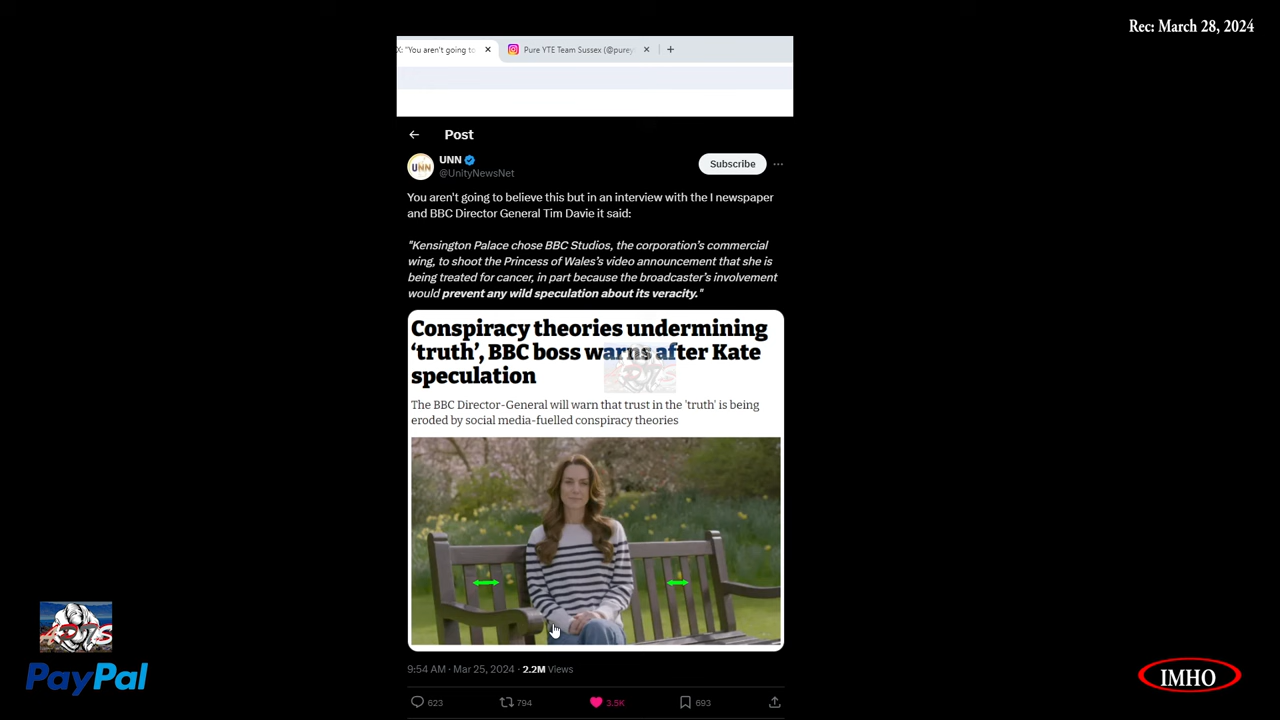 Rec: March 28, 2024
X: "You aren't going to
Pure YTE Team Sussex (@purey
Post
UNN
@UnityNewsNet
Subscribe
You aren't going to believe this but in an interview with the I newspaper
and BBC Director General Tim Davie it said:
"Kensington Palace chose BBC Studios, the corporation's commercial
wing, to shoot the Princess of Wales's video announcement that she is
being treated for cancer, in part because the broadcaster's involvement
would prevent any wild speculation about its veracity."
Conspiracy theories undermining
'truth', BBC boss warns after Kate
speculation
The BBC Director-General will warn that trust in the 'truth' is being
eroded by social media-fuelled conspiracy theories
9:54 AM · Mar 25, 2024 · 2.2M Views
623
794
3.5K
693
PayPal
IMHO